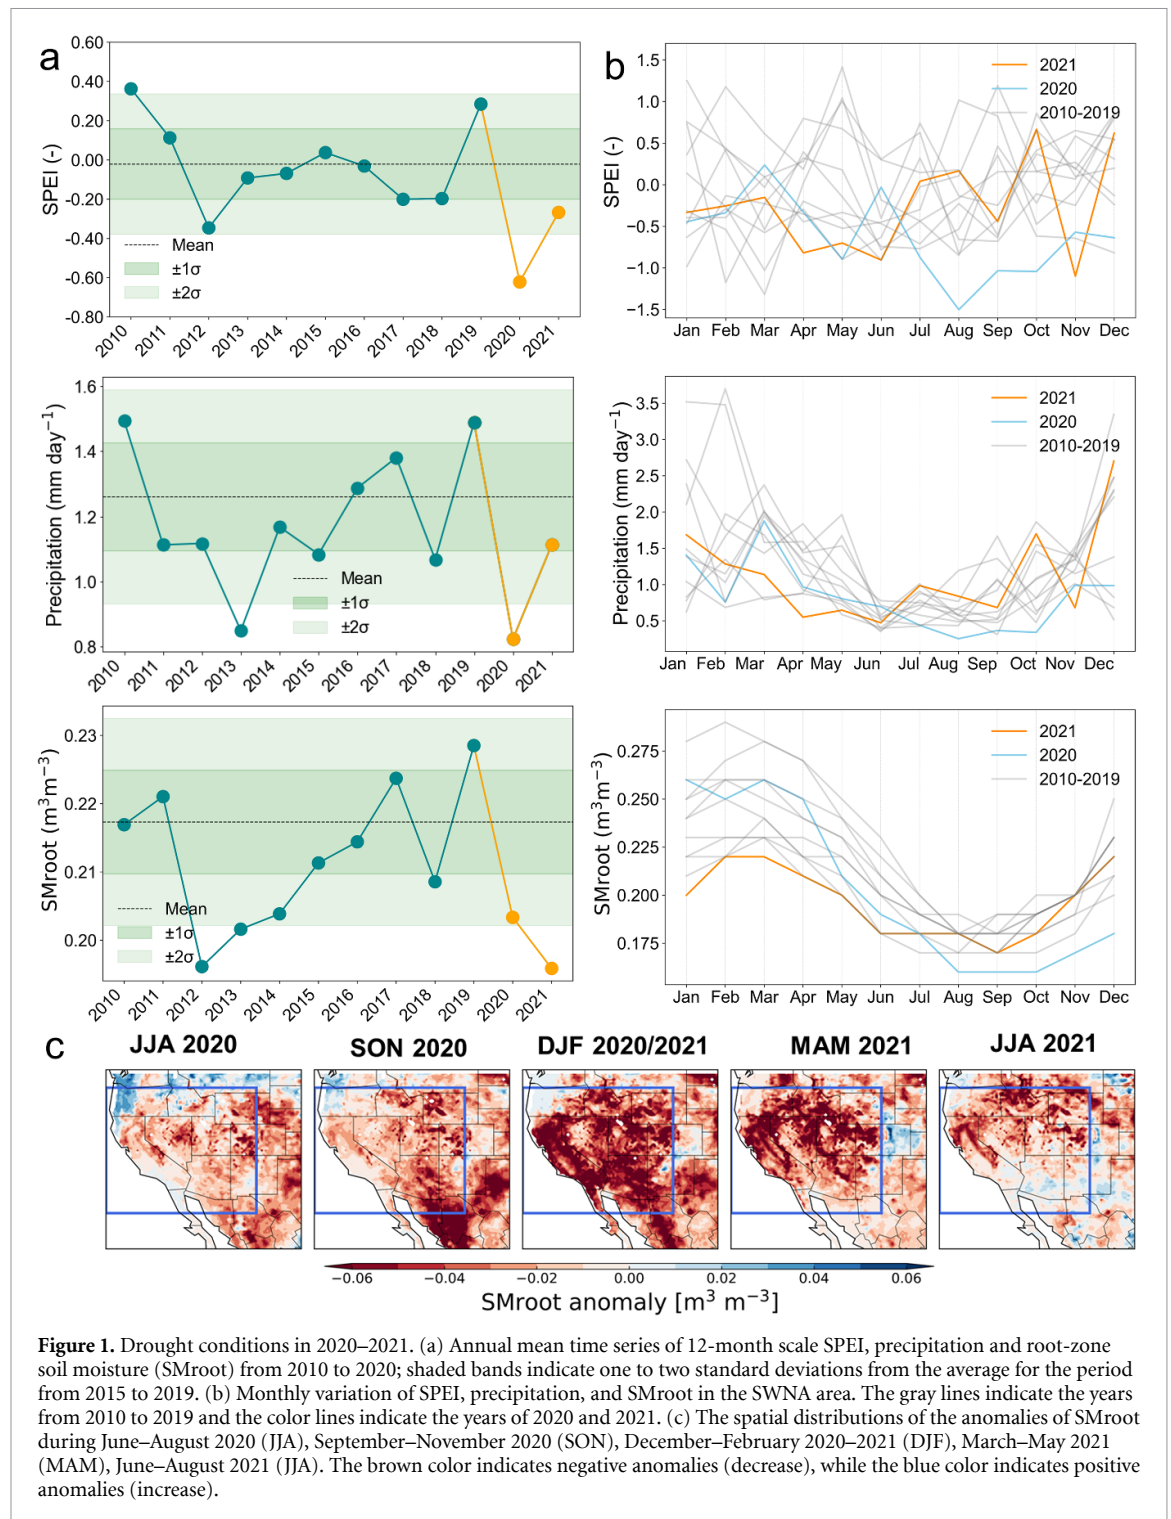 a
0.60
0.40
0.20
0.00
-0.20
-0.40
-0.60
-0.80
SPEI (-)
Mean
±1σ
±2σ
2010 2011 2012 2013 2014 2015 2016 2017 2018 2019 2020 2021
b
1.5
1.0
0.5
0.0
−0.5
−1.0
−1.5
SPEI (-)
2021
2020
2010-2019
Jan Feb Mar Apr May Jun Jul Aug Sep Oct Nov Dec
1.6
1.4
1.2
1.0
0.8
Precipitation (mm day⁻¹)
Mean
±1σ
±2σ
2010 2011 2012 2013 2014 2015 2016 2017 2018 2019 2020 2021
3.5
3.0
2.5
2.0
1.5
1.0
0.5
Precipitation (mm day⁻¹)
2021
2020
2010-2019
Jan Feb Mar Apr May Jun Jul Aug Sep Oct Nov Dec
0.23
0.22
0.21
0.20
SMroot (m³m⁻³)
Mean
±1σ
±2σ
2010 2011 2012 2013 2014 2015 2016 2017 2018 2019 2020 2021
0.275
0.250
0.225
0.200
0.175
SMroot (m³m⁻³)
2021
2020
2010-2019
Jan Feb Mar Apr May Jun Jul Aug Sep Oct Nov Dec
c
JJA 2020 SON 2020 DJF 2020/2021 MAM 2021 JJA 2021
−0.06 −0.04 −0.02 0.00 0.02 0.04 0.06
SMroot anomaly [m³ m⁻³]
Figure 1. Drought conditions in 2020–2021. (a) Annual mean time series of 12-month scale SPEI, precipitation and root-zone
soil moisture (SMroot) from 2010 to 2020; shaded bands indicate one to two standard deviations from the average for the period
from 2015 to 2019. (b) Monthly variation of SPEI, precipitation, and SMroot in the SWNA area. The gray lines indicate the years
from 2010 to 2019 and the color lines indicate the years of 2020 and 2021. (c) The spatial distributions of the anomalies of SMroot
during June–August 2020 (JJA), September–November 2020 (SON), December–February 2020–2021 (DJF), March–May 2021
(MAM), June–August 2021 (JJA). The brown color indicates negative anomalies (decrease), while the blue color indicates positive
anomalies (increase).